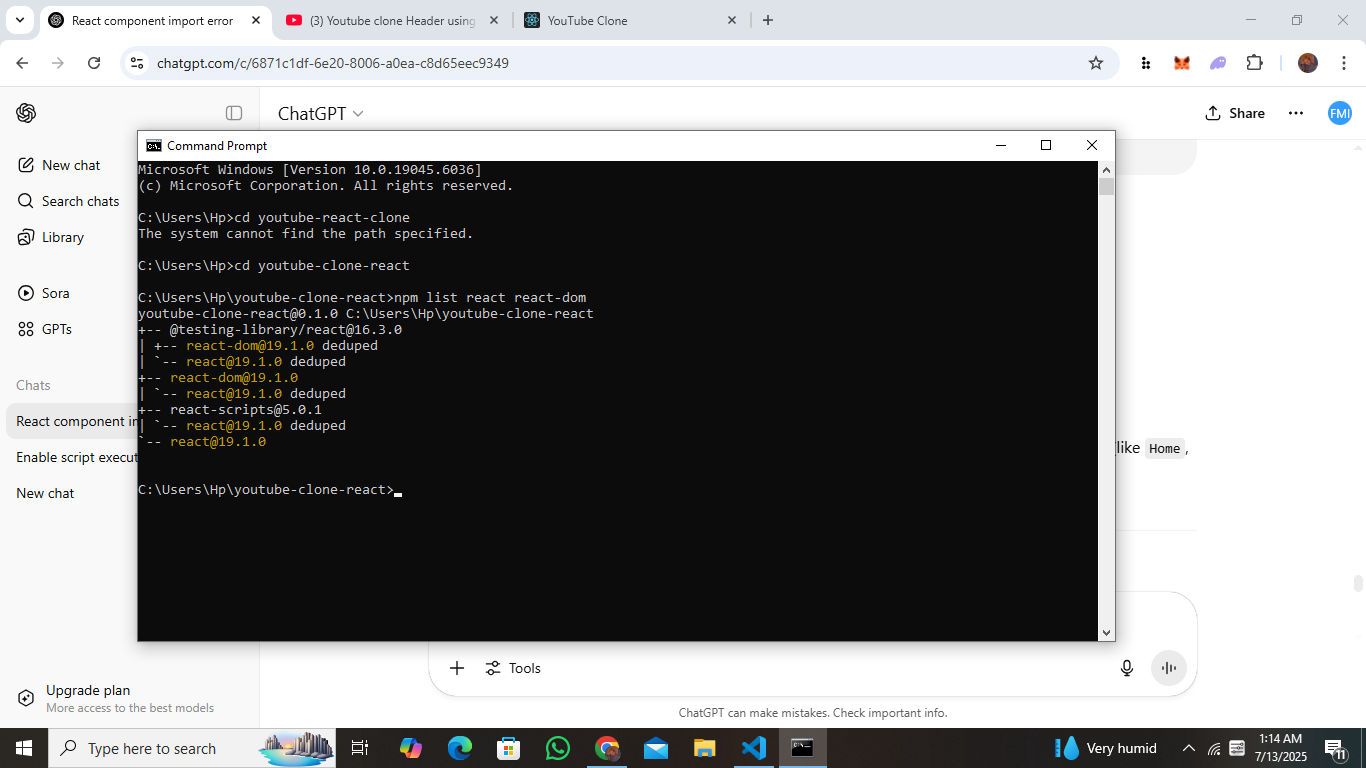 React component import error
(3) Youtube clone Header using
YouTube Clone
chatgpt.com/c/6871c1df-6e20-8006-a0ea-c8d65eec9349
ChatGPT
Share
FMI
New chat
Search chats
Library
Sora
GPTs
Chats
React component in
Enable script execut
New chat
Upgrade plan
More access to the best models
Command Prompt
Microsoft Windows [Version 10.0.19045.6036]
(c) Microsoft Corporation. All rights reserved.
C:\Users\Hp>cd youtube-react-clone
The system cannot find the path specified.
C:\Users\Hp>cd youtube-clone-react
C:\Users\Hp\youtube-clone-react>npm list react react-dom
youtube-clone-react@0.1.0 C:\Users\Hp\youtube-clone-react
+-- @testing-library/react@16.3.0
| +-- react-dom@19.1.0 deduped
| `-- react@19.1.0 deduped
+-- react-dom@19.1.0
| `-- react@19.1.0 deduped
+-- react-scripts@5.0.1
| `-- react@19.1.0 deduped
`-- react@19.1.0
C:\Users\Hp\youtube-clone-react>
like Home,
Tools
ChatGPT can make mistakes. Check important info.
Type here to search
Very humid
1:14 AM
7/13/2025
11